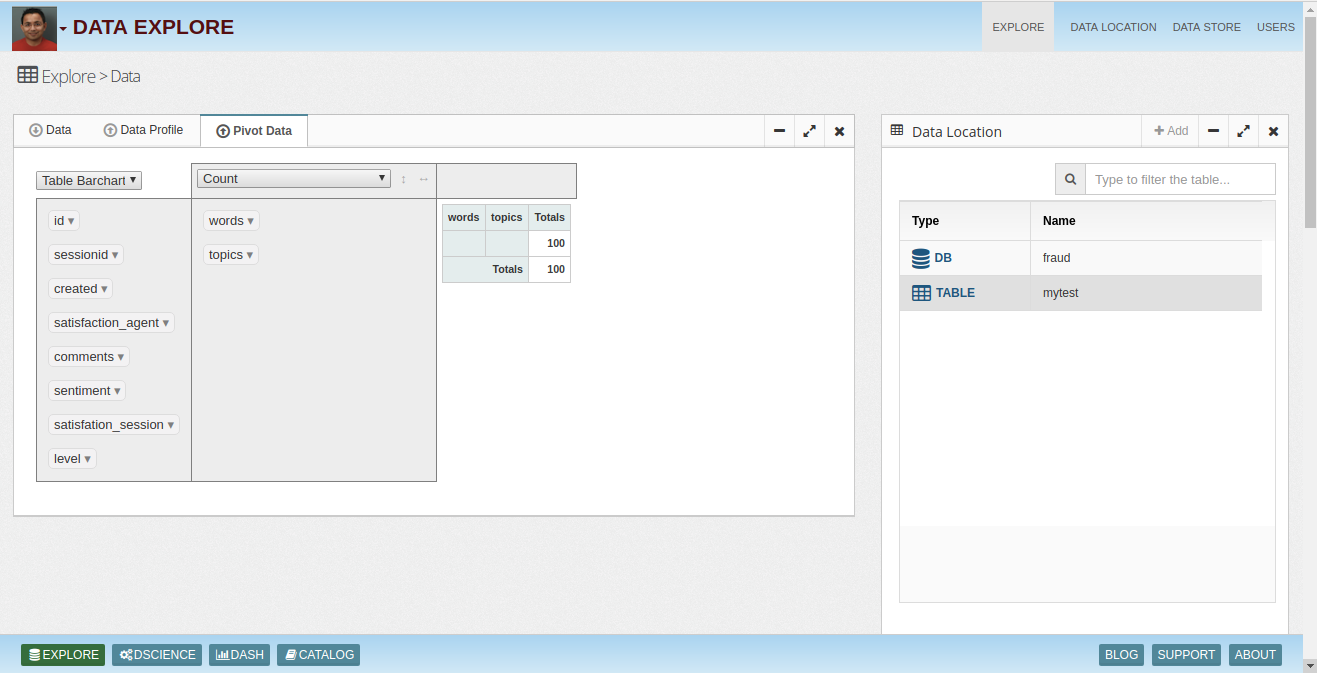 DATA EXPLORE
EXPLORE DATA LOCATION DATA STORE USERS
Explore > Data
Data Data Profile Pivot Data
Data Location Add
Table Barchart Count
Type to filter the table...
id words
sessionid topics
created
satisfaction_agent
comments
sentiment
satisfation_session
level
words topics Totals
100
Totals 100
Type Name
DB fraud
TABLE mytest
EXPLORE DSCIENCE DASH CATALOG BLOG SUPPORT ABOUT